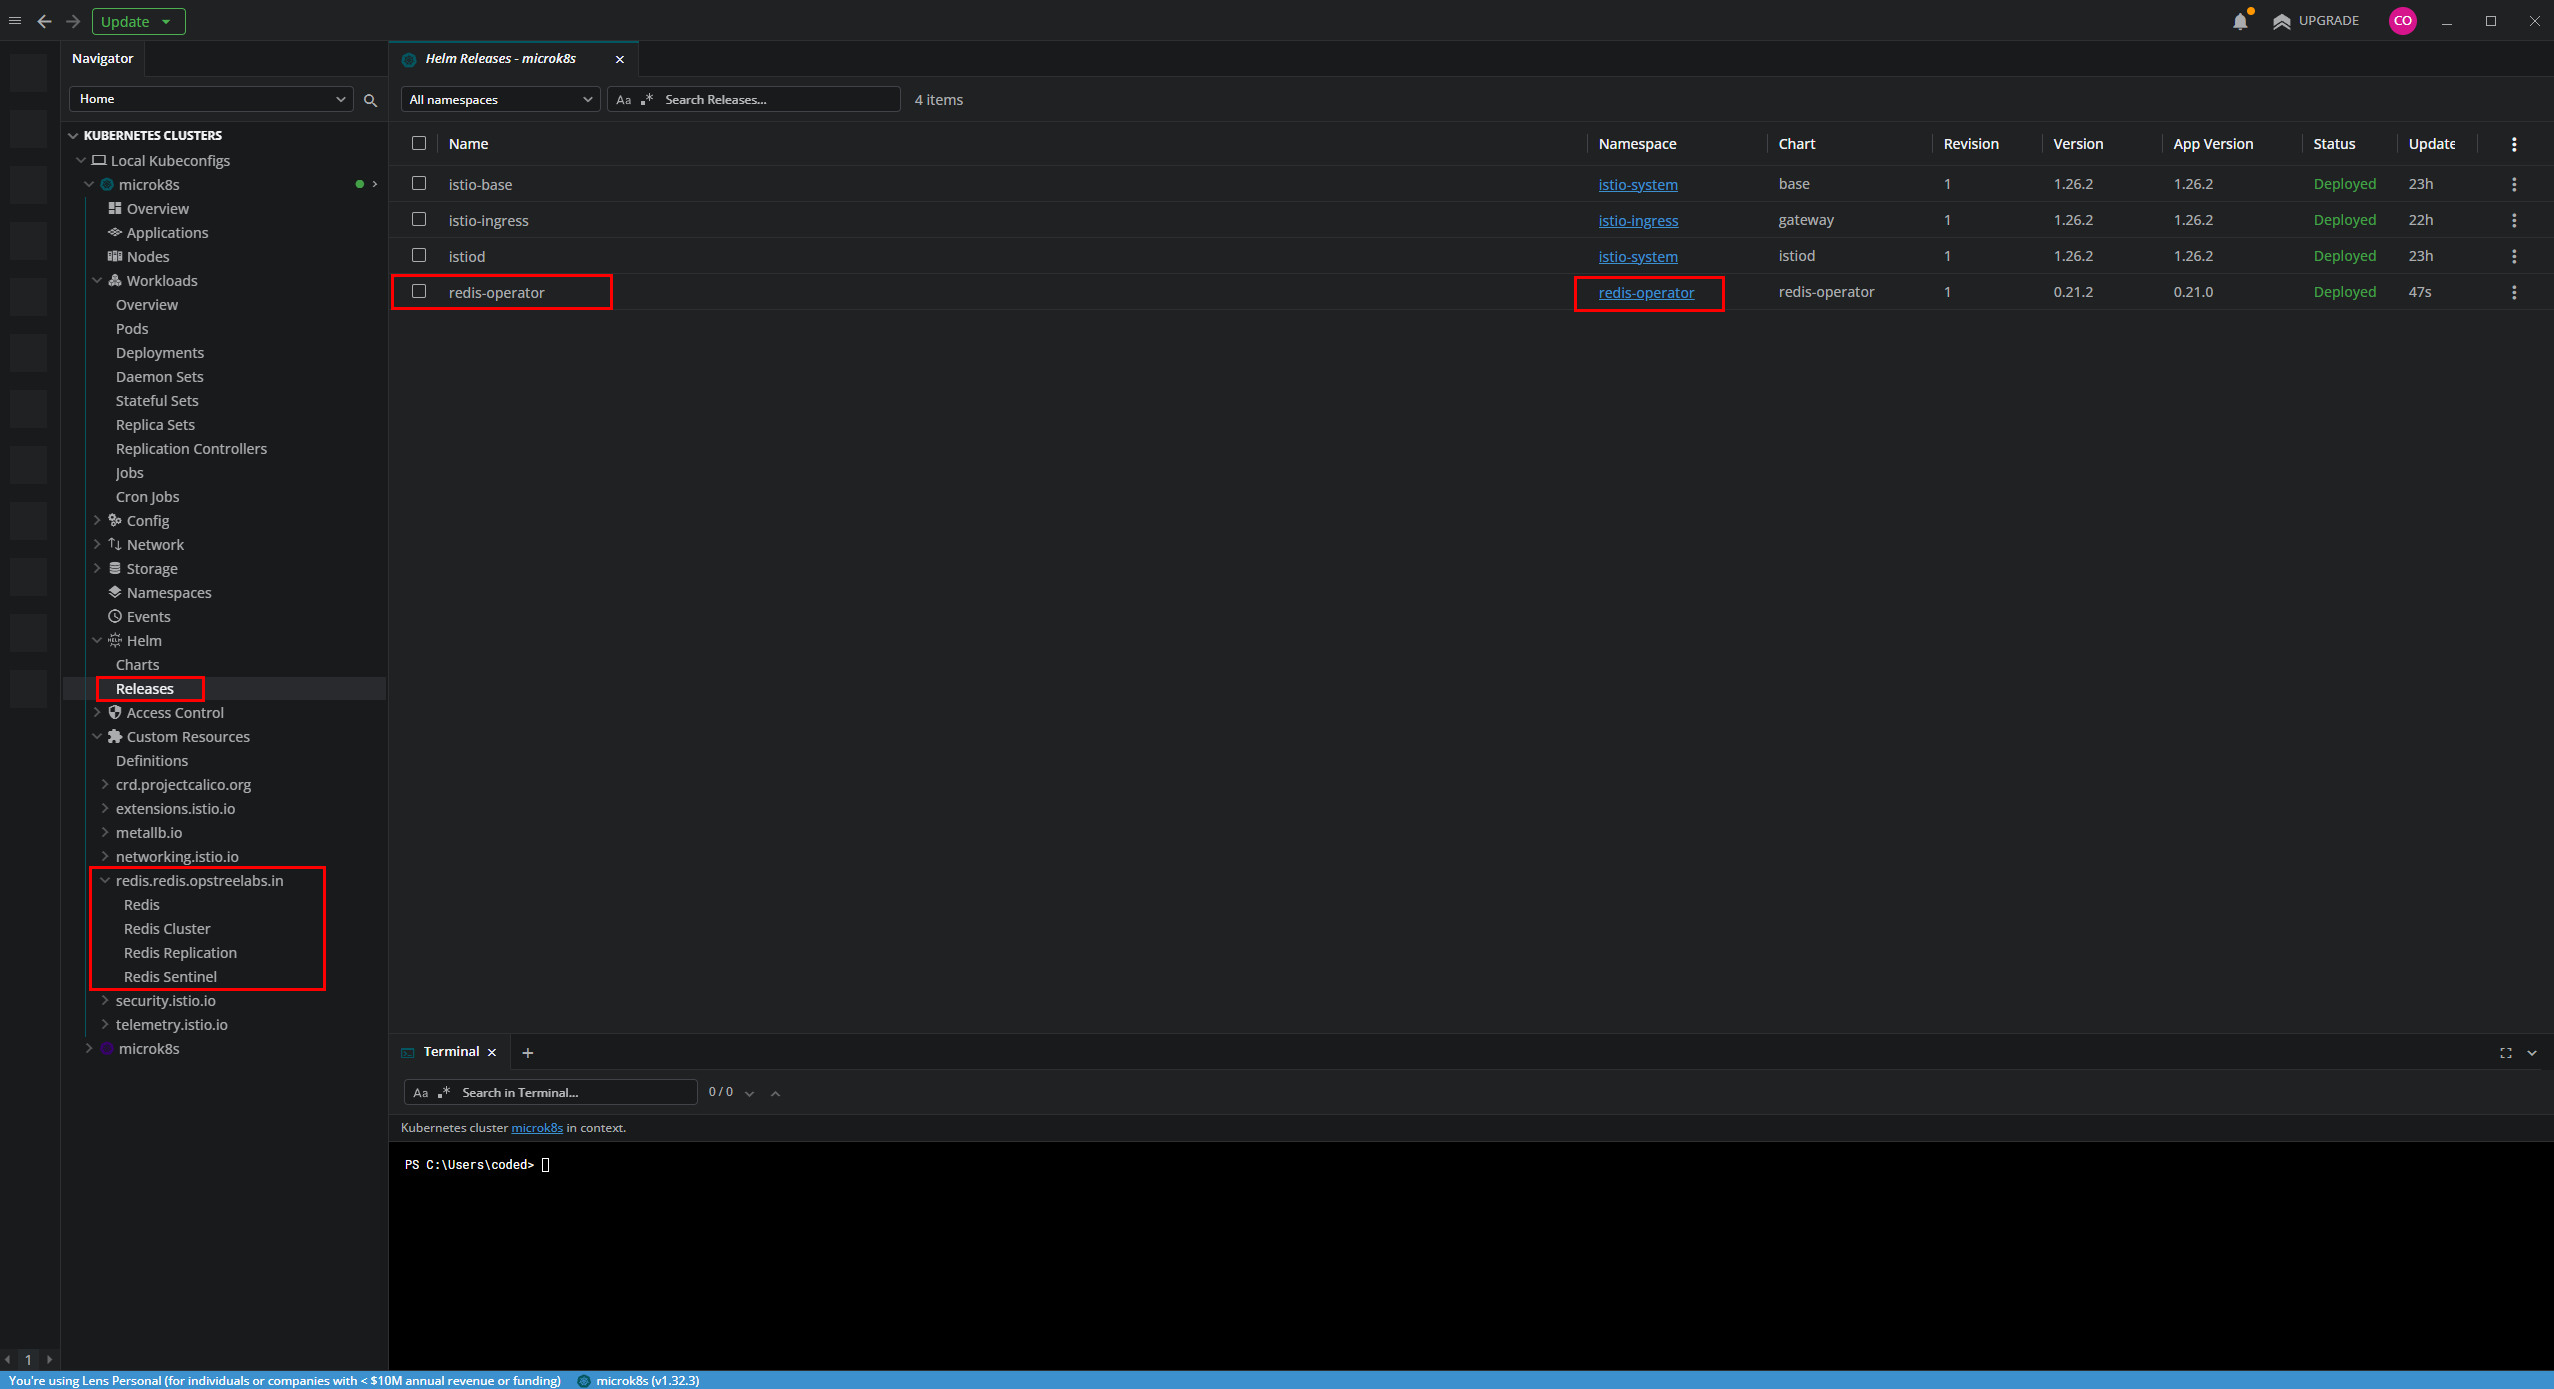 Update
UPGRADE
CO
Navigator
Helm Releases - microk8s
Home
All namespaces
Aa .* Search Releases...
4 items
KUBERNETES CLUSTERS
Local Kubeconfigs
microk8s
Overview
Applications
Nodes
Workloads
Overview
Pods
Deployments
Daemon Sets
Stateful Sets
Replica Sets
Replication Controllers
Jobs
Cron Jobs
Config
Network
Storage
Namespaces
Events
Helm
Charts
Releases
Access Control
Custom Resources
Definitions
crd.projectcalico.org
extensions.istio.io
metallb.io
networking.istio.io
redis.redis.opstreelabs.in
Redis
Redis Cluster
Redis Replication
Redis Sentinel
security.istio.io
telemetry.istio.io
microk8s
Name Namespace Chart Revision Version App Version Status Update
istio-base istio-system base 1 1.26.2 1.26.2 Deployed 23h
istio-ingress istio-ingress gateway 1 1.26.2 1.26.2 Deployed 22h
istiod istio-system istiod 1 1.26.2 1.26.2 Deployed 23h
redis-operator redis-operator redis-operator 1 0.21.2 0.21.0 Deployed 47s
Terminal
Aa .* Search in Terminal...
0 / 0
Kubernetes cluster microk8s in context.
PS C:\Users\coded>
1
You're using Lens Personal (for individuals or companies with < $10M annual revenue or funding)
microk8s (v1.32.3)